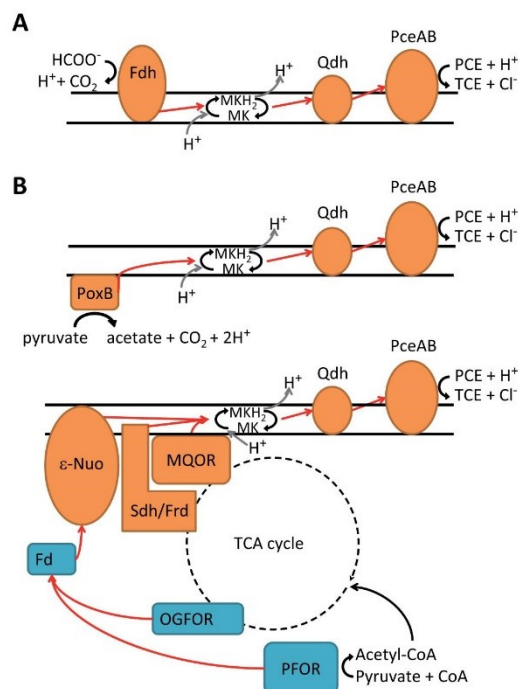 A
HCOO⁻
H⁺+ CO₂
Fdh
H⁺
MKH₂
MK
H⁺
Qdh
PceAB
PCE + H⁺
TCE + Cl⁻
B
PoxB
pyruvate
acetate + CO₂ + 2H⁺
H⁺
MKH₂
MK
H⁺
Qdh
PceAB
PCE + H⁺
TCE + Cl⁻
ε-Nuo
Sdh/Frd
MQOR
H⁺
MKH₂
MK
H⁺
Qdh
PceAB
PCE + H⁺
TCE + Cl⁻
Fd
TCA cycle
OGFOR
PFOR
Acetyl-CoA
Pyruvate + CoA